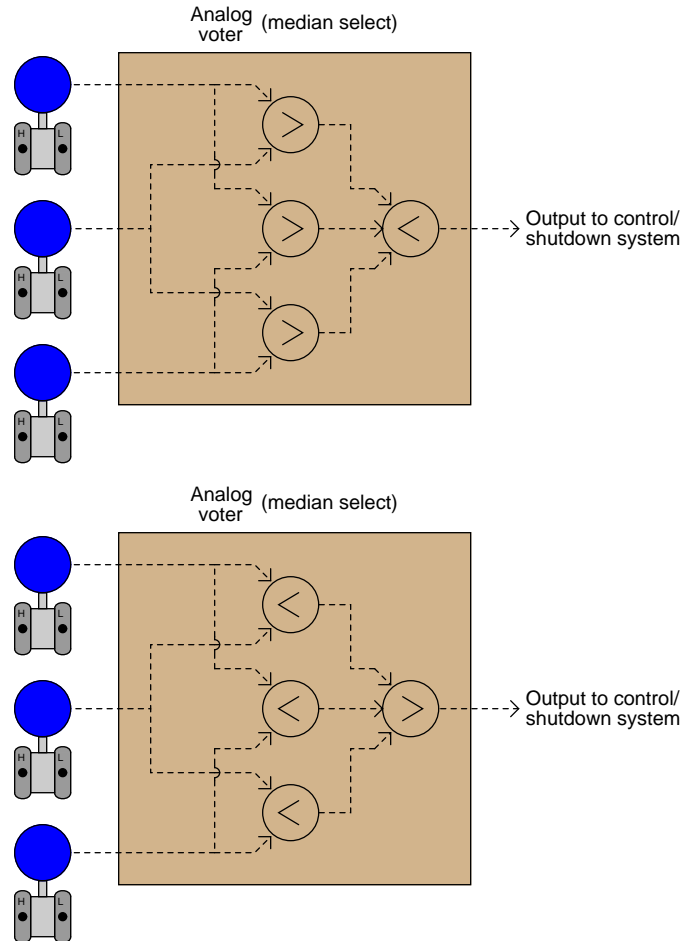 Analog
voter (median select)
H L
>
>
<
Output to control/
shutdown system
H L
>
H L
Analog
voter (median select)
H L
<
<
>
Output to control/
shutdown system
H L
<
H L